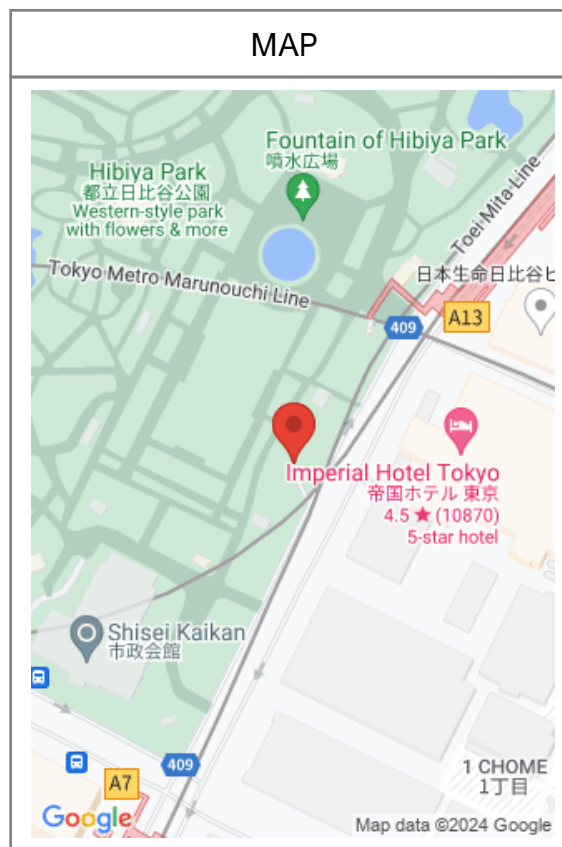 MAP
Fountain of Hibiya Park
噴水広場
Hibiya Park
都立日比谷公園
Western-style park
with flowers & more
Toei Mita Line
Tokyo Metro Marunouchi Line
日本生命日比谷ビ
A13
409
Imperial Hotel Tokyo
帝国ホテル 東京
4.5 ★ (10870)
5-star hotel
Shisei Kaikan
市政会館
409
A7
1 CHOME
1丁目
Google
Map data ©2024 Google